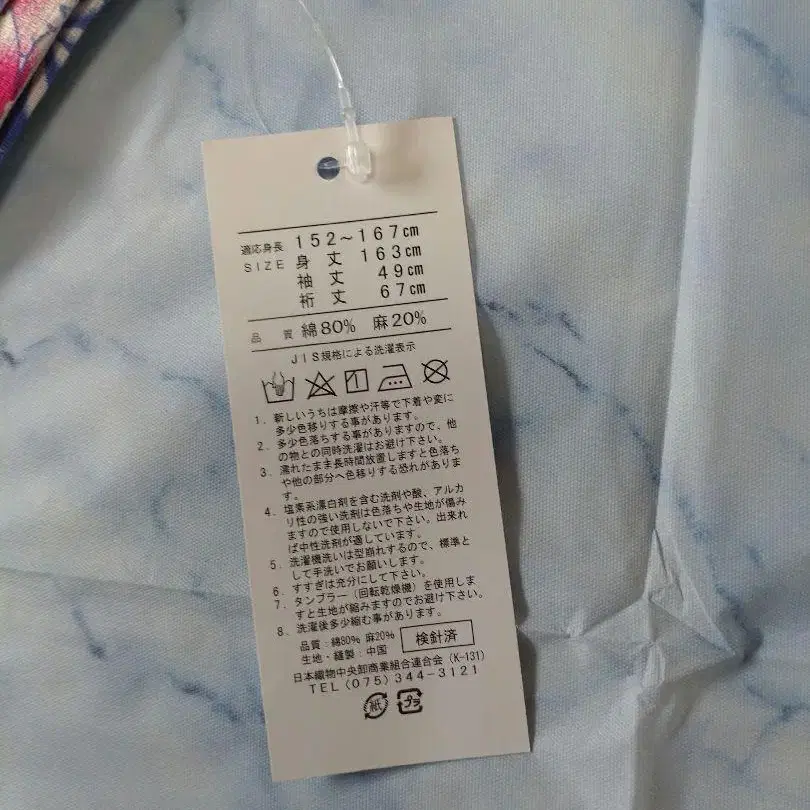 適応身長 152～167㎝
SIZE 身 丈 163㎝
袖 丈 49㎝
裄 丈 67㎝
品 質 綿80% 麻20%
JIS規格による洗濯表示
1．新しいうちは摩擦や汗等で下着や変に
多少色移りする事があります。
2．多少色落ちする事がありますので、他
の物との同時洗濯はお避け下さい。
3．濡れたまま長時間放置しますと色落ち
や他の部分へ色移りする恐れがありま
す。
4．塩素系漂白剤を含む洗剤や酸、アルカ
リ性の強い洗剤は色落ちや生地が傷み
ますので使用しないで下さい。出来れ
ば中性洗剤が適しています。
5．洗濯機洗いは型崩れするので、標準と
して手洗いでお願いします。
6．すすぎは充分にして下さい。
7．タンブラー（回転乾燥機）を使用しま
すと生地が縮みますのでお避け下さい。
8．洗濯後多少縮む事があります。
品質：綿80% 麻20% 検針済
生地・縫製：中国
日本織物中央卸商業組合連合会（K-131）
TEL（075）344-3121
紙 プラ